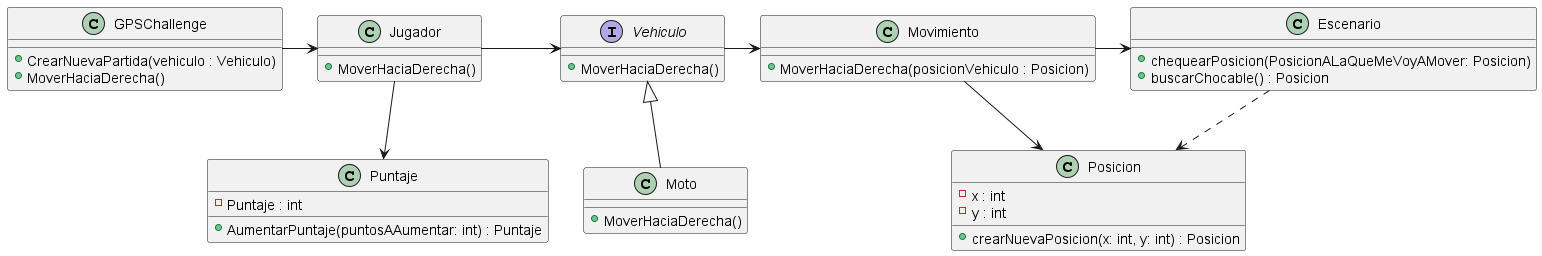 GPSChallenge
CrearNuevaPartida(vehiculo : Vehiculo)
MoverHaciaDerecha()
Jugador
MoverHaciaDerecha()
Vehiculo
MoverHaciaDerecha()
Movimiento
MoverHaciaDerecha(posicionVehiculo : Posicion)
Escenario
chequearPosicion(PosicionALaQueMeVoyAMover: Posicion)
buscarChocable() : Posicion
Puntaje
Puntaje : int
AumentarPuntaje(puntosAAumentar: int) : Puntaje
Moto
MoverHaciaDerecha()
Posicion
x : int
y : int
crearNuevaPosicion(x: int, y: int) : Posicion